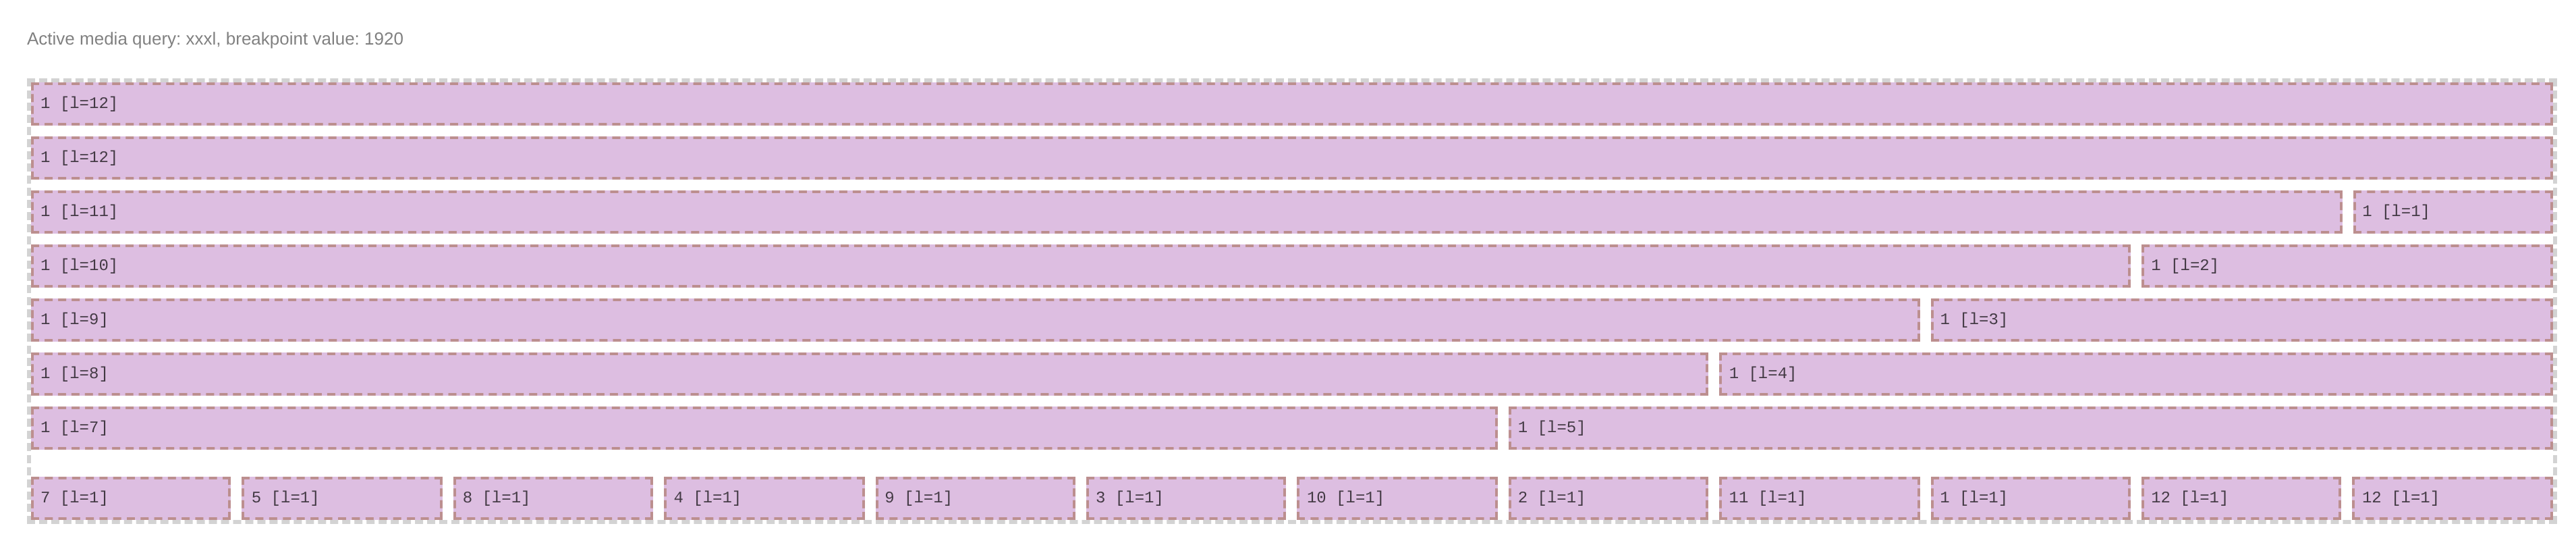 Active media query: xxxl, breakpoint value: 1920
1 [l=12]
1 [l=12]
1 [l=11] 1 [l=1]
1 [l=10] 1 [l=2]
1 [l=9] 1 [l=3]
1 [l=8] 1 [l=4]
1 [l=7] 1 [l=5]
7 [l=1] 5 [l=1] 8 [l=1] 4 [l=1] 9 [l=1] 3 [l=1] 10 [l=1] 2 [l=1] 11 [l=1] 1 [l=1] 12 [l=1] 12 [l=1]